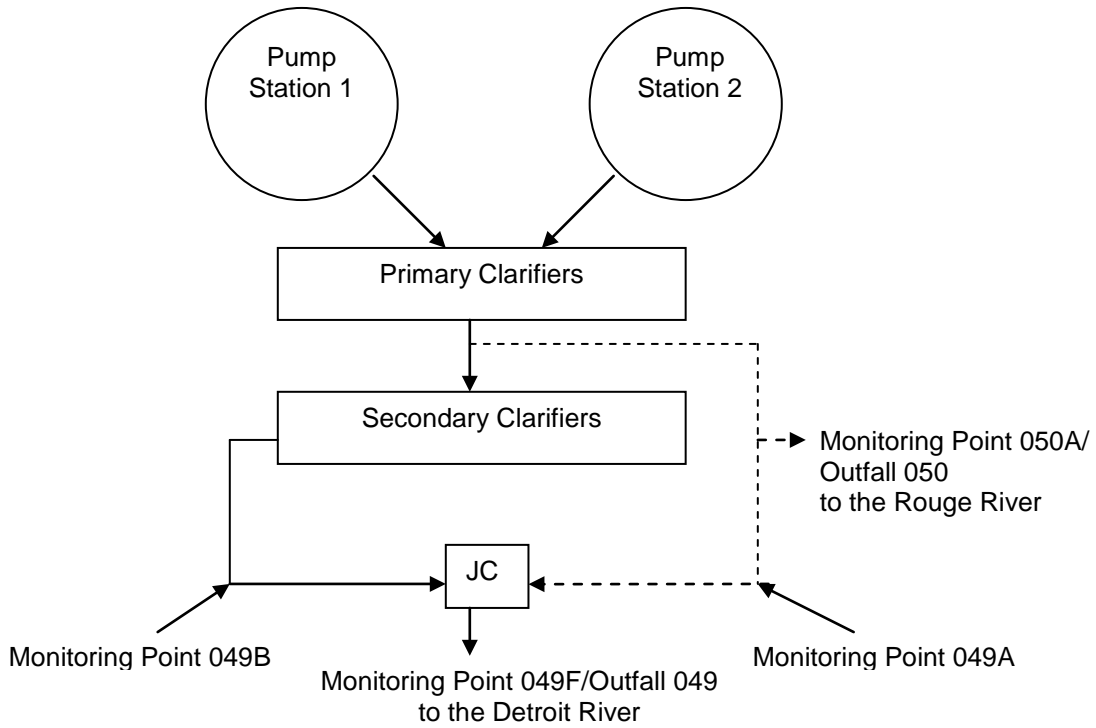 Pump
Station 1
Pump
Station 2
Primary Clarifiers
Secondary Clarifiers
Monitoring Point 050A/
Outfall 050
to the Rouge River
JC
Monitoring Point 049B
Monitoring Point 049A
Monitoring Point 049F/Outfall 049
to the Detroit River